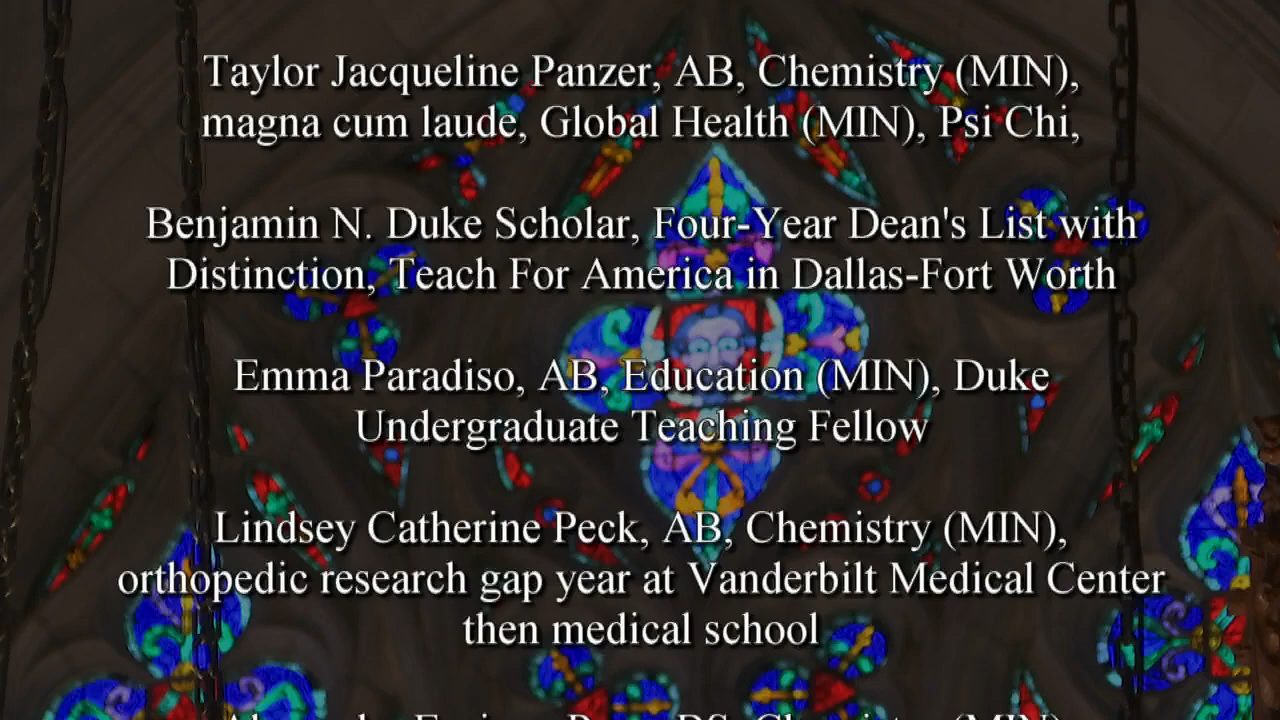 Taylor Jacqueline Panzer, AB, Chemistry (MIN),
magna cum laude, Global Health (MIN), Psi Chi,
Benjamin N. Duke Scholar, Four-Year Dean's List with
Distinction, Teach For America in Dallas-Fort Worth
Emma Paradiso, AB, Education (MIN), Duke
Undergraduate Teaching Fellow
Lindsey Catherine Peck, AB, Chemistry (MIN),
orthopedic research gap year at Vanderbilt Medical Center
then medical school